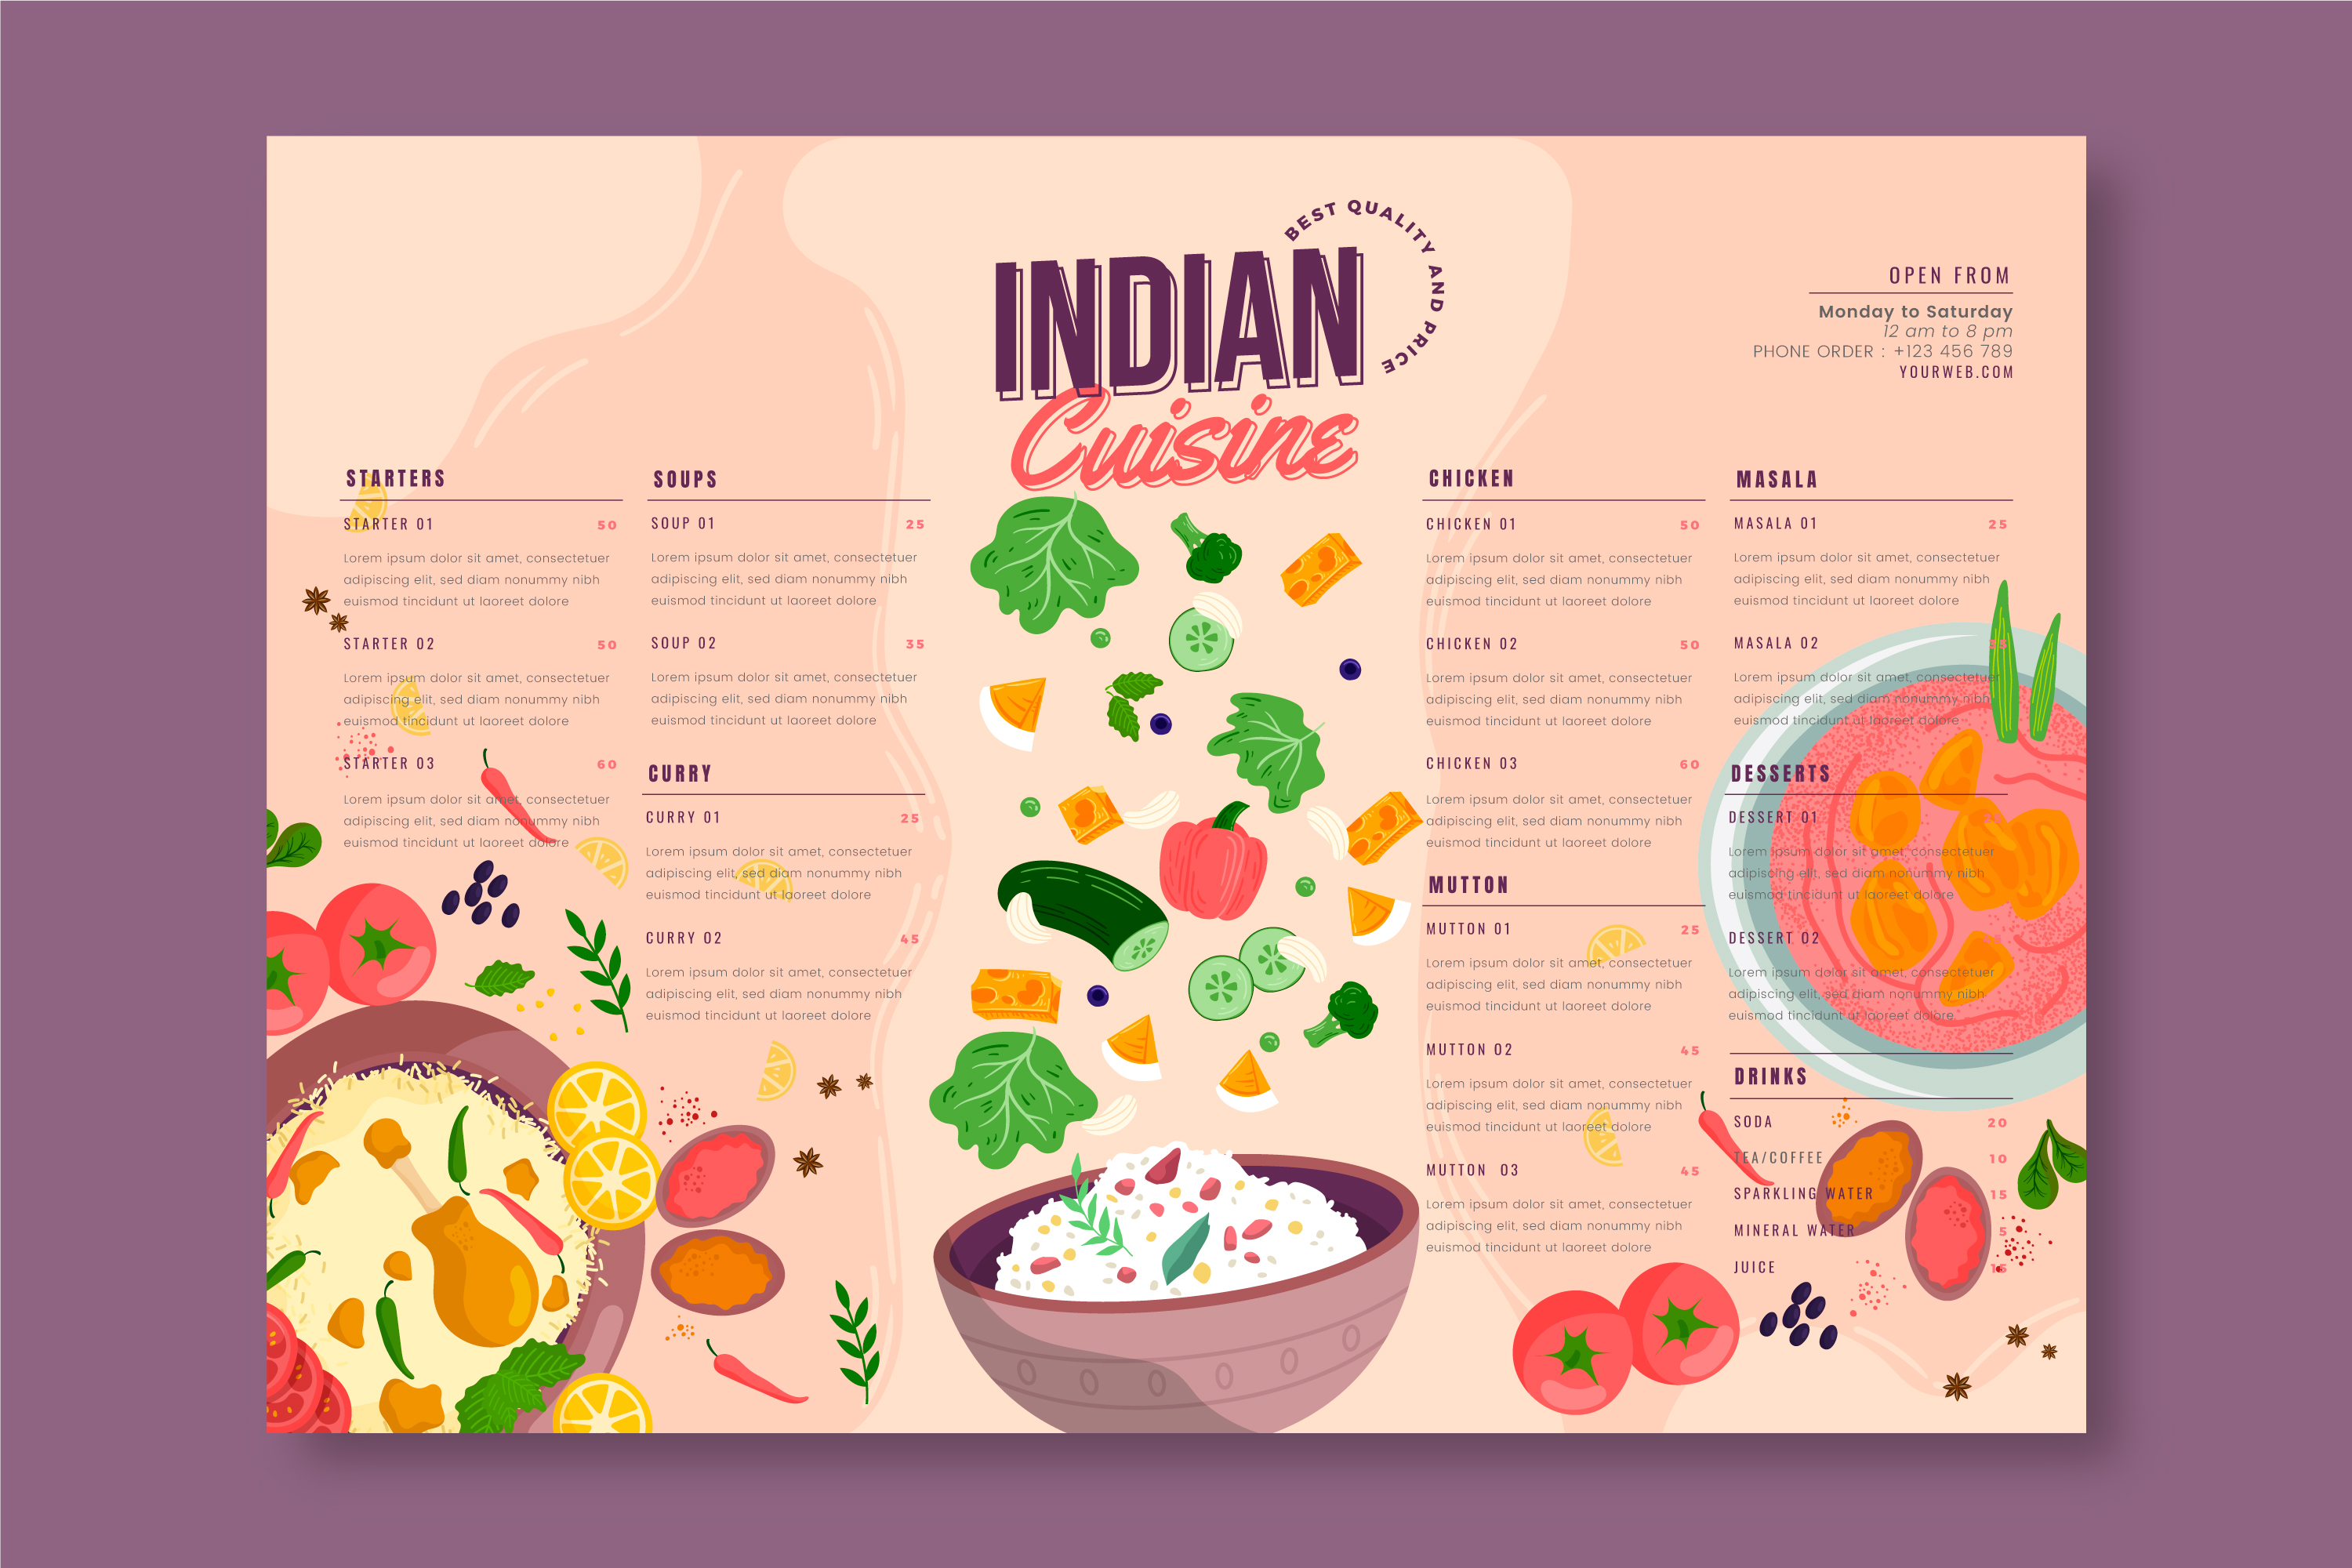 BEST QUALITY AND PRICE
INDIAN
Cuisine
OPEN FROM
Monday to Saturday
12 am to 8 pm
PHONE ORDER : +123 456 789
YOURWEB.COM
STARTERS
STARTER 01 50
Lorem ipsum dolor sit amet, consectetuer
adipiscing elit, sed diam nonummy nibh
euismod tincidunt ut laoreet dolore
STARTER 02 50
Lorem ipsum dolor sit amet, consectetuer
adipiscing elit, sed diam nonummy nibh
euismod tincidunt ut laoreet dolore
STARTER 03 60
Lorem ipsum dolor sit amet, consectetuer
adipiscing elit, sed diam nonummy nibh
euismod tincidunt ut laoreet dolore
SOUPS
SOUP 01 25
Lorem ipsum dolor sit amet, consectetuer
adipiscing elit, sed diam nonummy nibh
euismod tincidunt ut laoreet dolore
SOUP 02 35
Lorem ipsum dolor sit amet, consectetuer
adipiscing elit, sed diam nonummy nibh
euismod tincidunt ut laoreet dolore
CURRY
CURRY 01 25
Lorem ipsum dolor sit amet, consectetuer
adipiscing elit, sed diam nonummy nibh
euismod tincidunt ut laoreet dolore
CURRY 02 45
Lorem ipsum dolor sit amet, consectetuer
adipiscing elit, sed diam nonummy nibh
euismod tincidunt ut laoreet dolore
CHICKEN
CHICKEN 01 50
Lorem ipsum dolor sit amet, consectetuer
adipiscing elit, sed diam nonummy nibh
euismod tincidunt ut laoreet dolore
CHICKEN 02 50
Lorem ipsum dolor sit amet, consectetuer
adipiscing elit, sed diam nonummy nibh
euismod tincidunt ut laoreet dolore
CHICKEN 03 60
Lorem ipsum dolor sit amet, consectetuer
adipiscing elit, sed diam nonummy nibh
euismod tincidunt ut laoreet dolore
MUTTON
MUTTON 01 25
Lorem ipsum dolor sit amet, consectetuer
adipiscing elit, sed diam nonummy nibh
euismod tincidunt ut laoreet dolore
MUTTON 02 45
Lorem ipsum dolor sit amet, consectetuer
adipiscing elit, sed diam nonummy nibh
euismod tincidunt ut laoreet dolore
MUTTON 03 45
Lorem ipsum dolor sit amet, consectetuer
adipiscing elit, sed diam nonummy nibh
euismod tincidunt ut laoreet dolore
MASALA
MASALA 01 25
Lorem ipsum dolor sit amet, consectetuer
adipiscing elit, sed diam nonummy nibh
euismod tincidunt ut laoreet dolore
MASALA 02
Lorem ipsum dolor sit amet, consectetuer
adipiscing elit, sed diam nonummy nibh
euismod tincidunt ut laoreet dolore
DESSERTS
DESSERT 01
Lorem ipsum dolor sit amet, consectetuer
adipiscing elit, sed diam nonummy nibh
euismod tincidunt ut laoreet dolore
DESSERT 02
Lorem ipsum dolor sit amet, consectetuer
adipiscing elit, sed diam nonummy nibh
euismod tincidunt ut laoreet dolore
DRINKS
SODA 20
TEA/COFFEE 10
SPARKLING WATER 15
MINERAL WATER 5
JUICE 15